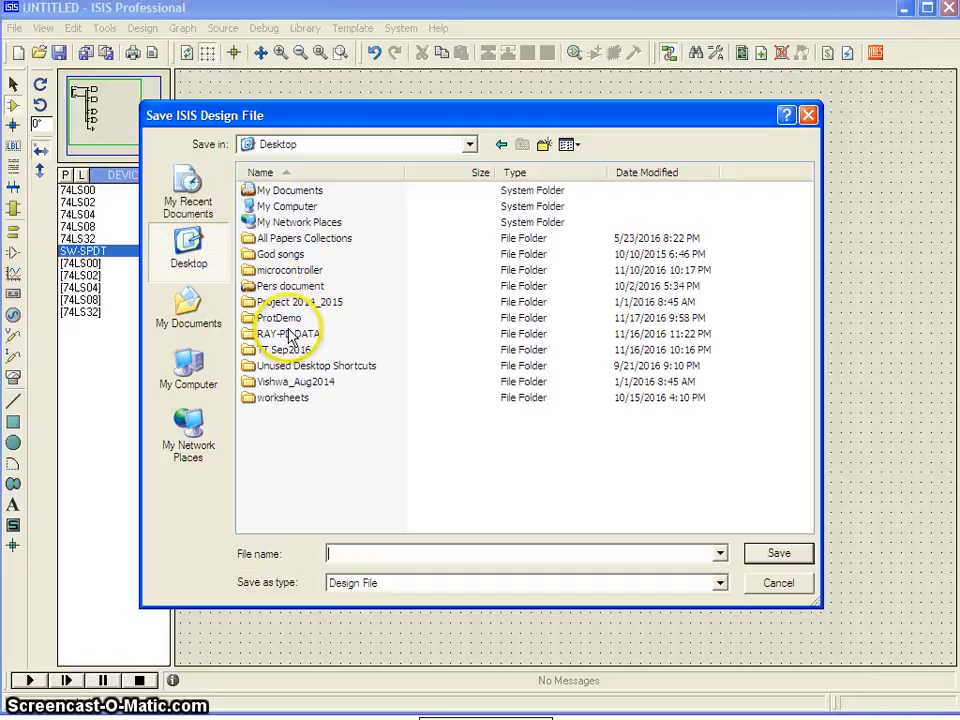 UNTITLED - ISIS Professional
File View Edit Tools Design Graph Source Debug Library Template System Help
ARES
0°
LBL
P L DEVIC
74LS00
74LS02
74LS04
74LS08
74LS32
SW-SPDT
[74LS00]
[74LS02]
[74LS04]
[74LS08]
[74LS32]
Save ISIS Design File
Save in: Desktop
Name Size Type Date Modified
My Documents System Folder
My Computer System Folder
My Network Places System Folder
All Papers Collections File Folder 5/23/2016 8:22 PM
God songs File Folder 10/10/2015 6:46 PM
microcontroller File Folder 11/10/2016 10:17 PM
Pers document File Folder 10/2/2016 5:34 PM
Project 2014_2015 File Folder 1/1/2016 8:45 AM
ProtDemo File Folder 11/17/2016 9:58 PM
RAY-PI_DATA File Folder 11/16/2016 11:22 PM
Sep2016 File Folder 11/16/2016 10:16 PM
Unused Desktop Shortcuts File Folder 9/21/2016 9:10 PM
Vishwa_Aug2014 File Folder 1/1/2016 8:45 AM
worksheets File Folder 10/15/2016 4:10 PM
My Recent
Documents
Desktop
My Documents
My Computer
My Network
Places
File name: Save
Save as type: Design File Cancel
No Messages
Screencast-O-Matic.com